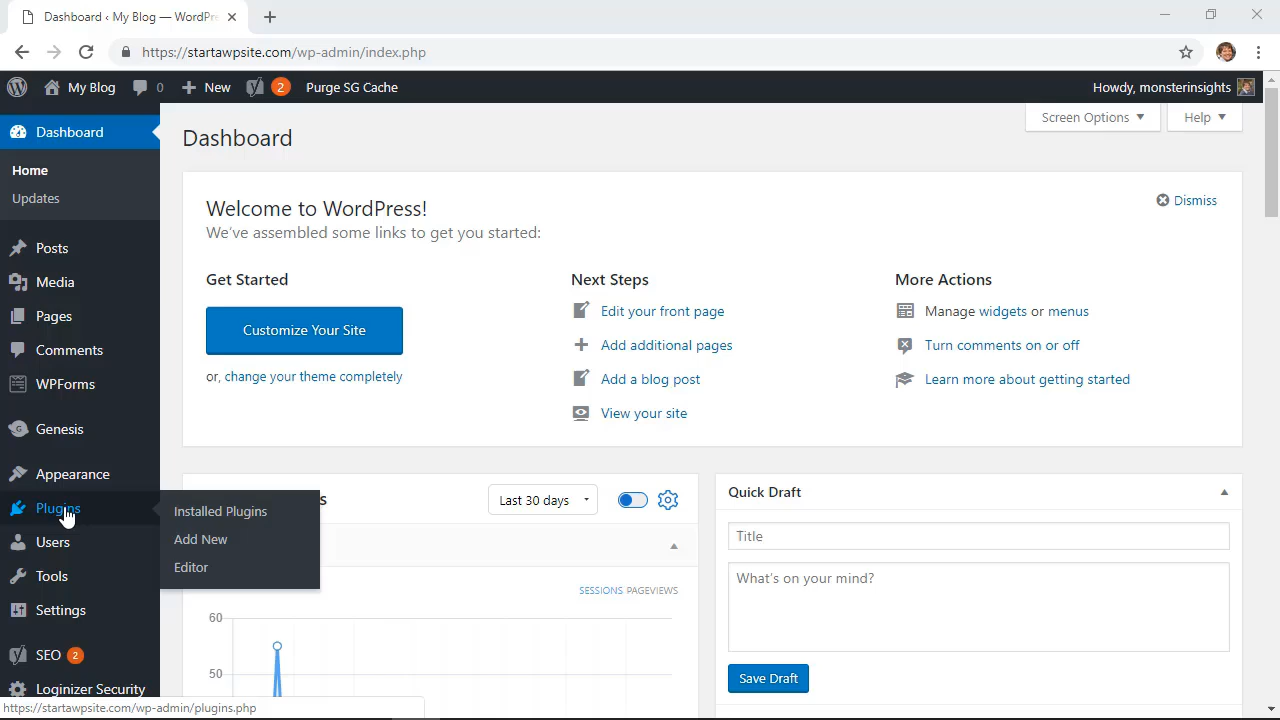 Dashboard ‹ My Blog — WordPre
https://startawpsite.com/wp-admin/index.php
My Blog 0 New 2 Purge SG Cache Howdy, monsterinsights
Dashboard
Home
Updates
Posts
Media
Pages
Comments
WPForms
Genesis
Appearance
Plugins
Installed Plugins
Add New
Editor
Users
Tools
Settings
SEO 2
Loginizer Security
https://startawpsite.com/wp-admin/plugins.php
Screen Options Help
Dashboard
Dismiss
Welcome to WordPress!
We've assembled some links to get you started:
Get Started
Customize Your Site
or, change your theme completely
Next Steps
Edit your front page
Add additional pages
Add a blog post
View your site
More Actions
Manage widgets or menus
Turn comments on or off
Learn more about getting started
Last 30 days
SESSIONS PAGEVIEWS
60
50
Quick Draft
Title
What's on your mind?
Save Draft